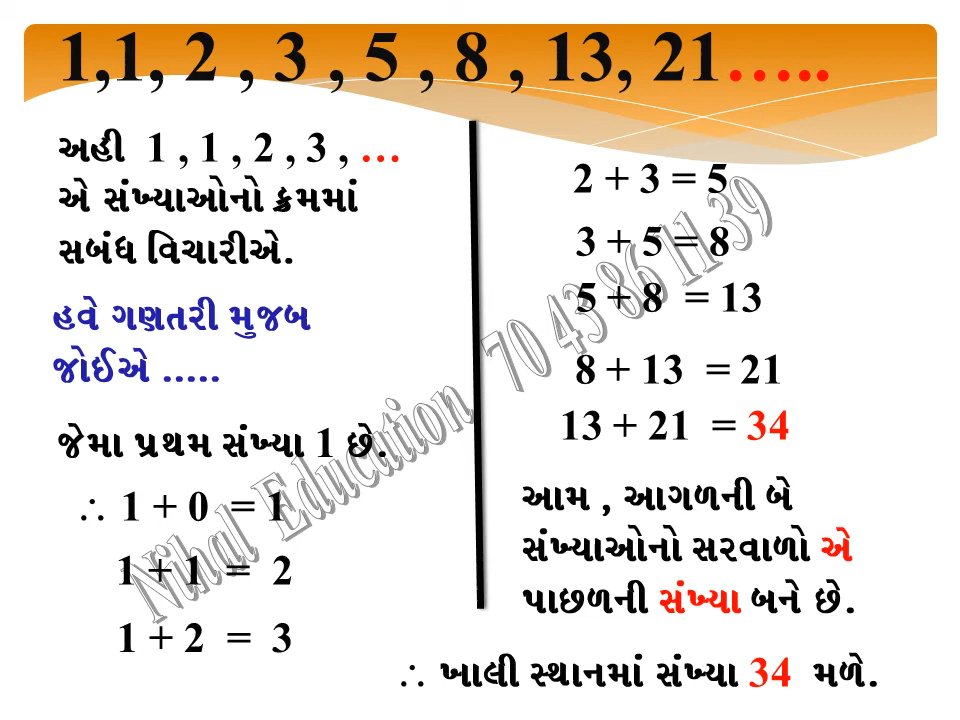 1,1, 2 , 3 , 5 , 8 , 13, 21…..
અહી 1 , 1 , 2 , 3 , …
એ સંખ્યાઓનો ક્રમમાં
સબંધ વિચારીએ.
હવે ગણતરી મુજબ
જોઈએ .....
જેમા પ્રથમ સંખ્યા 1 છે.
∴ 1 + 0 = 1
1 + 1 = 2
1 + 2 = 3
2 + 3 = 5
3 + 5 = 8
5 + 8 = 13
8 + 13 = 21
13 + 21 = 34
આમ , આગળની બે
સંખ્યાઓનો સરવાળો એ
પાછળની સંખ્યા બને છે.
∴ ખાલી સ્થાનમાં સંખ્યા 34 મળે.
Nihal Education 70 43 86 11 39